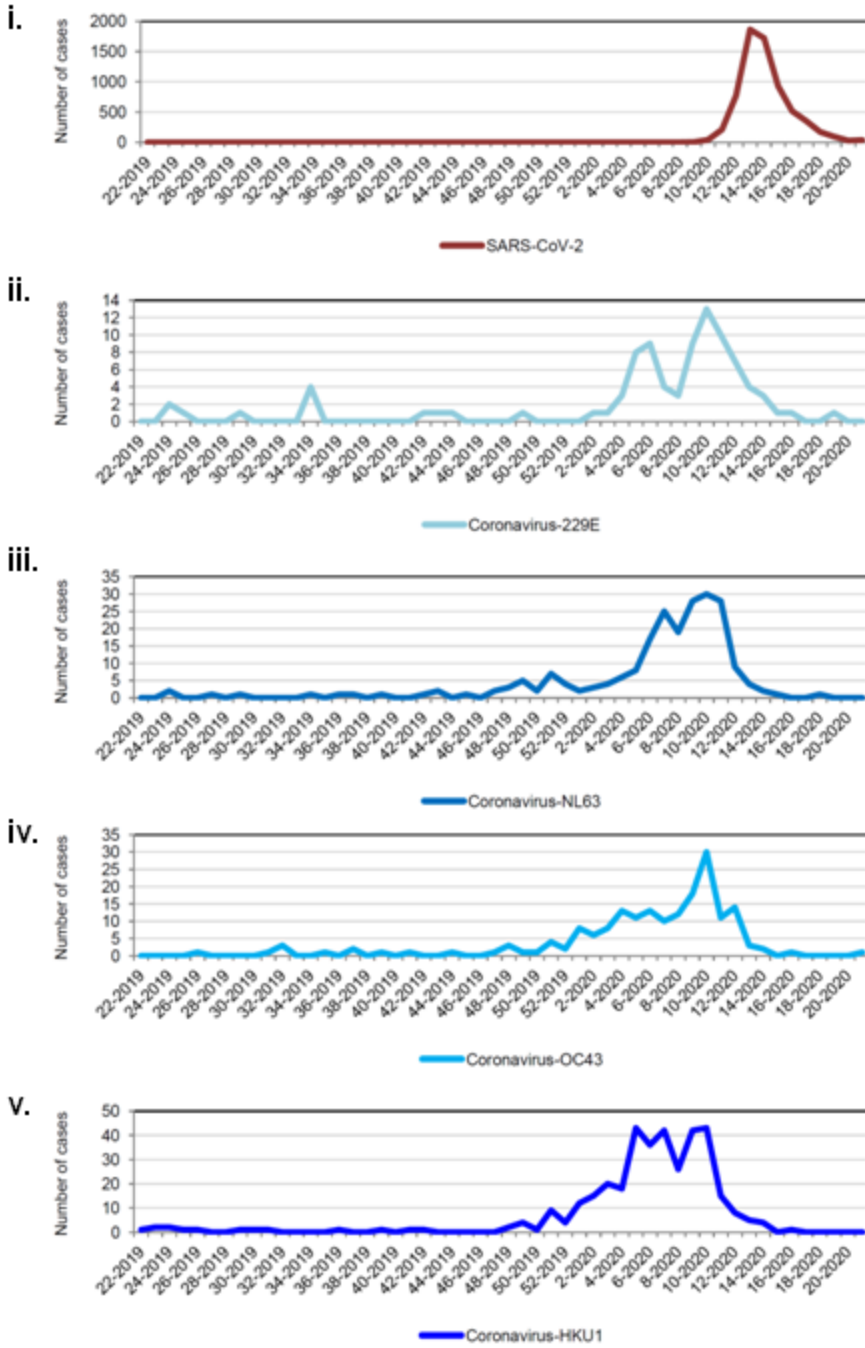 i.
Number of cases
2000
1500
1000
500
0
22-2019 24-2019 26-2019 28-2019 30-2019 32-2019 34-2019 36-2019 38-2019 40-2019 42-2019 44-2019 46-2019 48-2019 50-2019 52-2019 2-2020 4-2020 6-2020 8-2020 10-2020 12-2020 14-2020 16-2020 18-2020 20-2020
SARS-CoV-2
ii.
Number of cases
14
12
10
8
6
4
2
0
22-2019 24-2019 26-2019 28-2019 30-2019 32-2019 34-2019 36-2019 38-2019 40-2019 42-2019 44-2019 46-2019 48-2019 50-2019 52-2019 2-2020 4-2020 6-2020 8-2020 10-2020 12-2020 14-2020 16-2020 18-2020 20-2020
Coronavirus-229E
iii.
Number of cases
35
30
25
20
15
10
5
0
22-2019 24-2019 26-2019 28-2019 30-2019 32-2019 34-2019 36-2019 38-2019 40-2019 42-2019 44-2019 46-2019 48-2019 50-2019 52-2019 2-2020 4-2020 6-2020 8-2020 10-2020 12-2020 14-2020 16-2020 18-2020 20-2020
Coronavirus-NL63
iv.
Number of cases
35
30
25
20
15
10
5
0
22-2019 24-2019 26-2019 28-2019 30-2019 32-2019 34-2019 36-2019 38-2019 40-2019 42-2019 44-2019 46-2019 48-2019 50-2019 52-2019 2-2020 4-2020 6-2020 8-2020 10-2020 12-2020 14-2020 16-2020 18-2020 20-2020
Coronavirus-OC43
v.
Number of cases
50
40
30
20
10
0
22-2019 24-2019 26-2019 28-2019 30-2019 32-2019 34-2019 36-2019 38-2019 40-2019 42-2019 44-2019 46-2019 48-2019 50-2019 52-2019 2-2020 4-2020 6-2020 8-2020 10-2020 12-2020 14-2020 16-2020 18-2020 20-2020
Coronavirus-HKU1